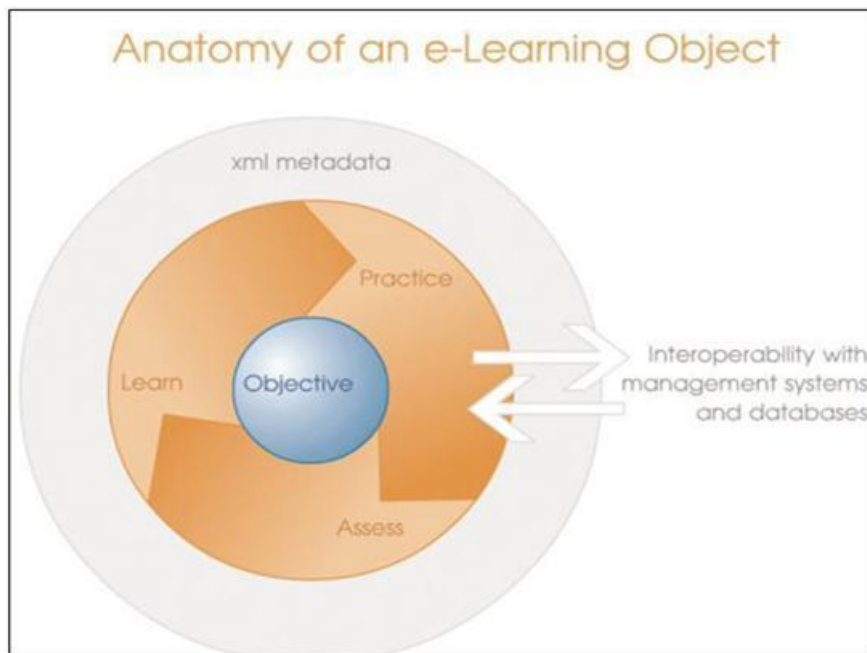 Anatomy of an e-Learning Object
xml metadata
Practice
Learn
Objective
Assess
Interoperability with
management systems
and databases